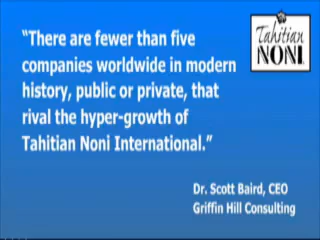 “There are fewer than five
companies worldwide in modern
history, public or private, that
rival the hyper-growth of
Tahitian Noni International.”
Tahitian
NONI
Dr. Scott Baird, CEO
Griffin Hill Consulting